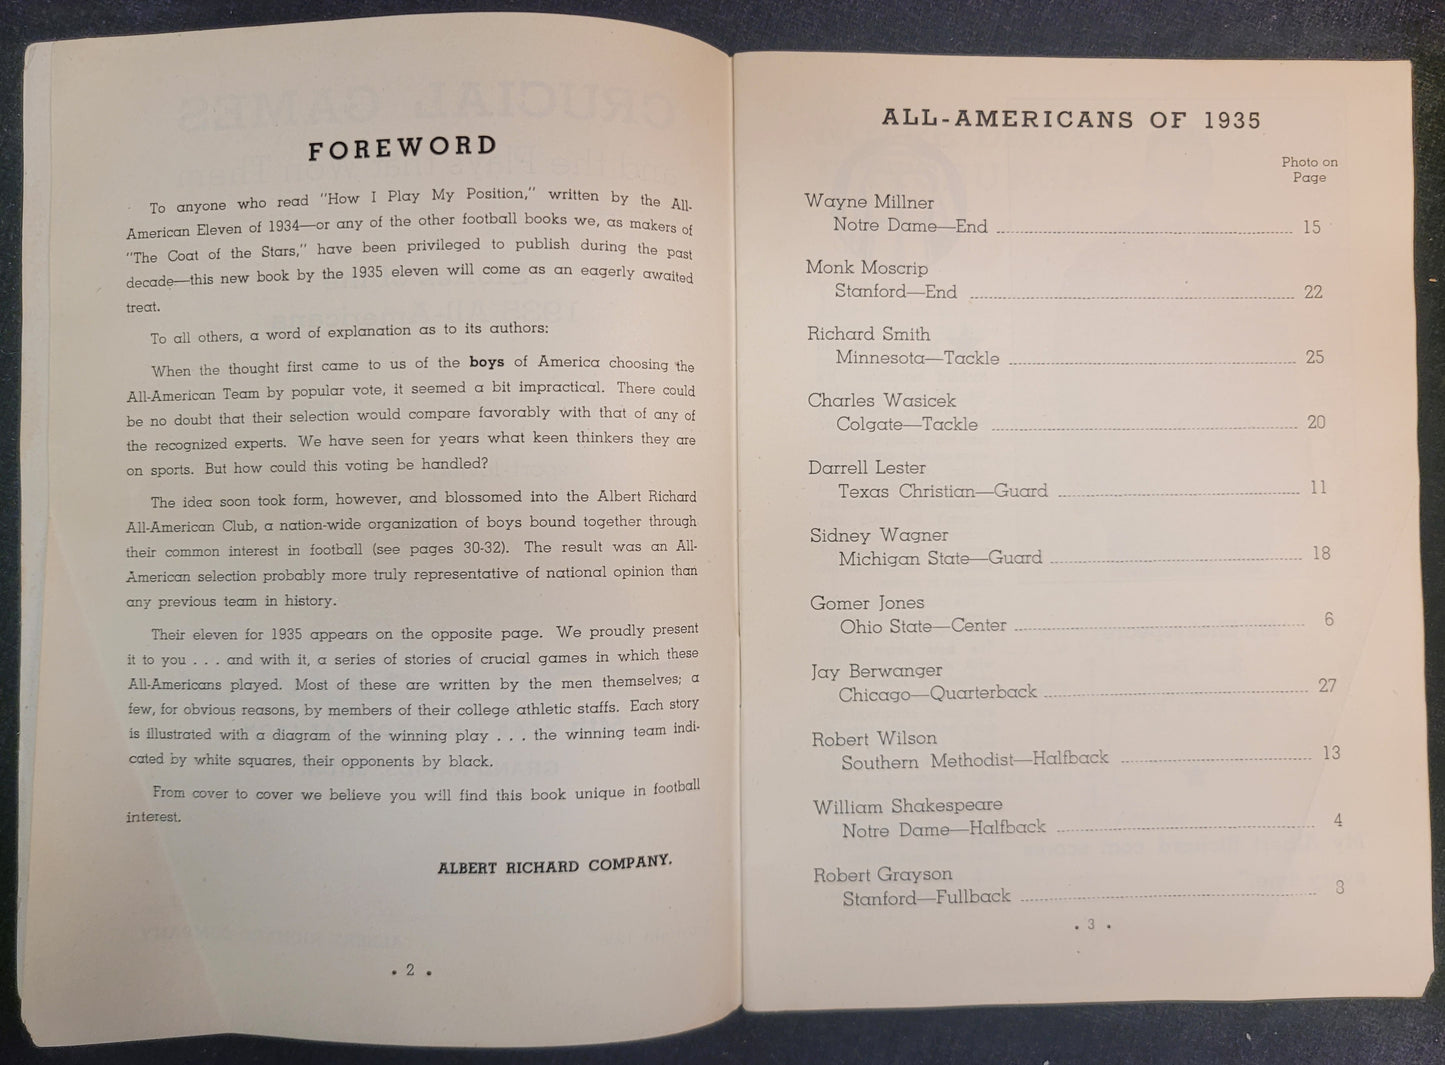 FOREWORD
To anyone who read "How I Play My Position," written by the All-
American Eleven of 1934—or any of the other football books we, as makers of
"The Coat of the Stars," have been privileged to publish during the past
decade—this new book by the 1935 eleven will come as an eagerly awaited
treat.
To all others, a word of explanation as to its authors:
When the thought first came to us of the boys of America choosing the
All-American Team by popular vote, it seemed a bit impractical. There could
be no doubt that their selection would compare favorably with that of any of
the recognized experts. We have seen for years what keen thinkers they are
on sports. But how could this voting be handled?
The idea soon took form, however, and blossomed into the Albert Richard
All-American Club, a nation-wide organization of boys bound together through
their common interest in football (see pages 30-32). The result was an All-
American selection probably more truly representative of national opinion than
any previous team in history.
Their eleven for 1935 appears on the opposite page. We proudly present
it to you . . . and with it, a series of stories of crucial games in which these
All-Americans played. Most of these are written by the men themselves; a
few, for obvious reasons, by members of their college athletic staffs. Each story
is illustrated with a diagram of the winning play . . . the winning team indi-
cated by white squares, their opponents by black.
From cover to cover we believe you will find this book unique in football
interest.
ALBERT RICHARD COMPANY.
• 2 •
ALL-AMERICANS OF 1935
Photo on
Page
Wayne Millner
Notre Dame—End 15
Monk Moscrip
Stanford—End 22
Richard Smith
Minnesota—Tackle 25
Charles Wasicek
Colgate—Tackle 20
Darrell Lester
Texas Christian—Guard 11
Sidney Wagner
Michigan State—Guard 18
Gomer Jones
Ohio State—Center 6
Jay Berwanger
Chicago—Quarterback 27
Robert Wilson
Southern Methodist—Halfback 13
William Shakespeare
Notre Dame—Halfback 4
Robert Grayson
Stanford—Fullback 8
• 3 •